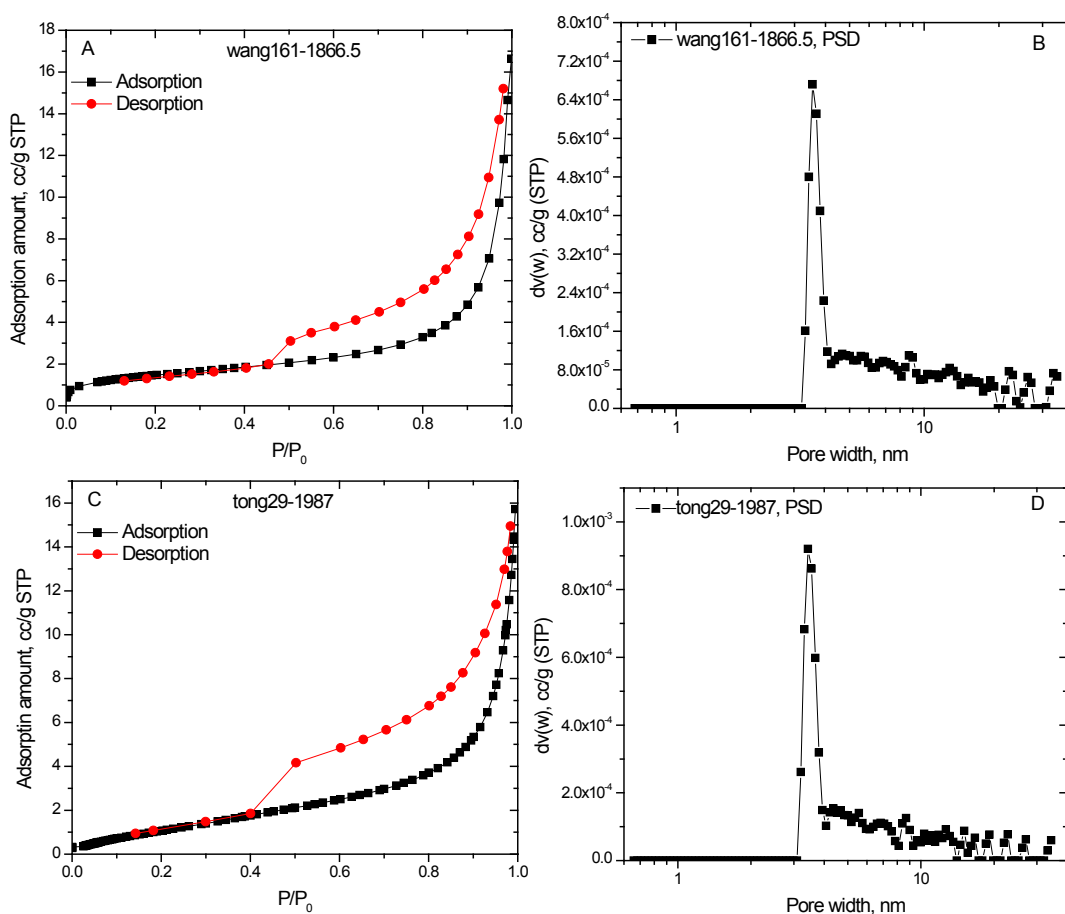 A
wang161-1866.5
Adsorption
Desorption
Adsorption amount, cc/g STP
18
16
14
12
10
8
6
4
2
0
0.0 0.2 0.4 0.6 0.8 1.0
P/P0
B
wang161-1866.5, PSD
dv(w), cc/g (STP)
8.0x10-4
7.2x10-4
6.4x10-4
5.6x10-4
4.8x10-4
4.0x10-4
3.2x10-4
2.4x10-4
1.6x10-4
8.0x10-5
0.0
1 10
Pore width, nm
C
tong29-1987
Adsorption
Desorption
Adsorptin amount, cc/g STP
16
14
12
10
8
6
4
2
0
0.0 0.2 0.4 0.6 0.8 1.0
P/P0
D
tong29-1987, PSD
dv(w), cc/g (STP)
1.0x10-3
8.0x10-4
6.0x10-4
4.0x10-4
2.0x10-4
0.0
1 10
Pore width, nm